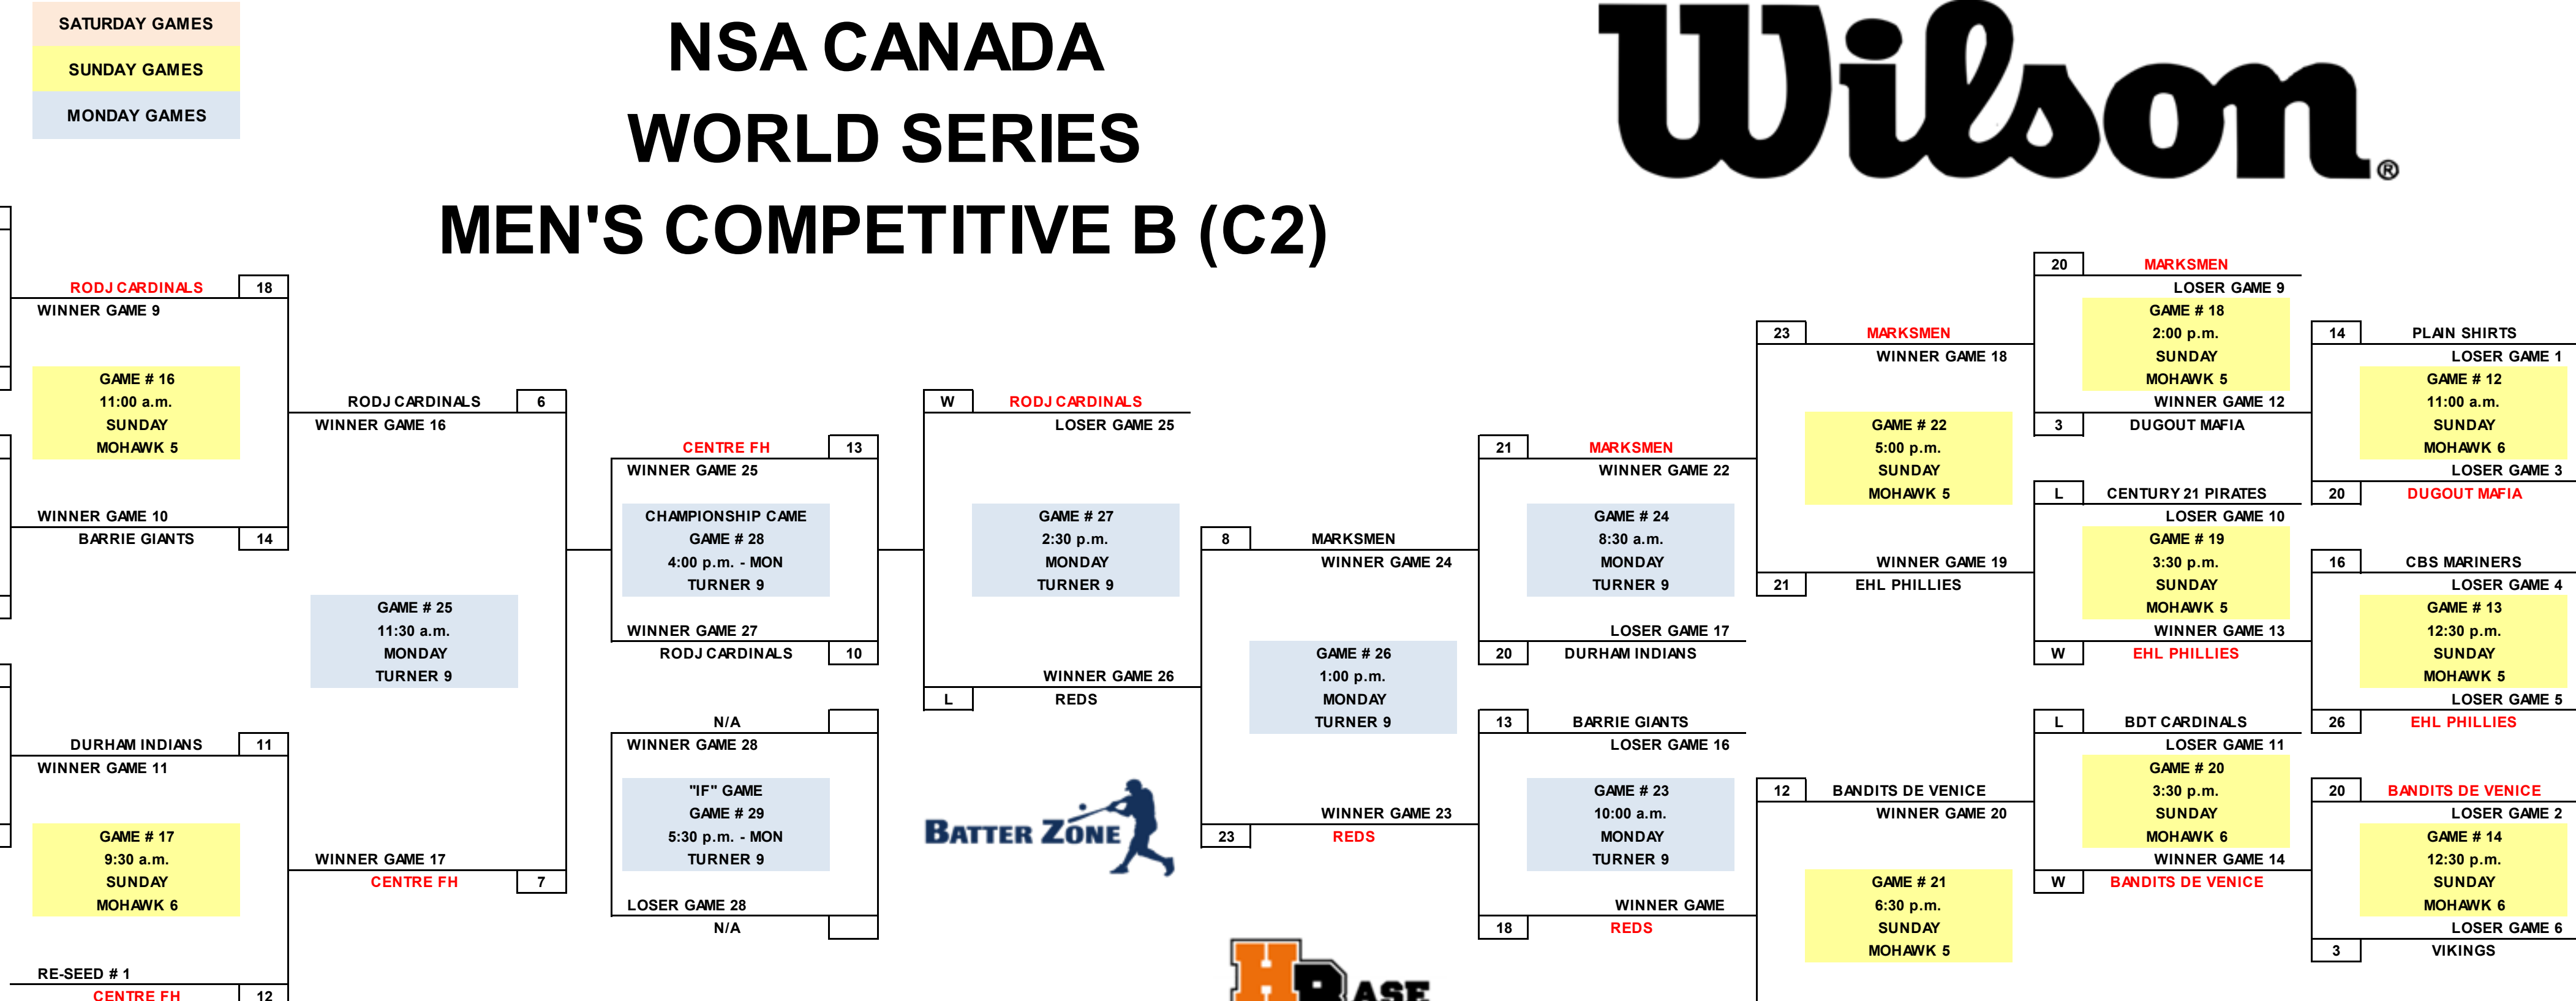 SATURDAY GAMES
SUNDAY GAMES
MONDAY GAMES
NSA CANADA
WORLD SERIES
MEN'S COMPETITIVE B (C2)
Wilson®
RODJ CARDINALS 18
WINNER GAME 9
GAME # 16
11:00 a.m.
SUNDAY
MOHAWK 5
WINNER GAME 10
BARRIE GIANTS 14
DURHAM INDIANS 11
WINNER GAME 11
GAME # 17
9:30 a.m.
SUNDAY
MOHAWK 6
RE-SEED # 1
CENTRE FH 12
RODJ CARDINALS 6
WINNER GAME 16
GAME # 25
11:30 a.m.
MONDAY
TURNER 9
WINNER GAME 17
CENTRE FH 7
CENTRE FH 13
WINNER GAME 25
CHAMPIONSHIP CAME
GAME # 28
4:00 p.m. - MON
TURNER 9
WINNER GAME 27
RODJ CARDINALS 10
N/A
WINNER GAME 28
"IF" GAME
GAME # 29
5:30 p.m. - MON
TURNER 9
LOSER GAME 28
N/A
W RODJ CARDINALS
LOSER GAME 25
GAME # 27
2:30 p.m.
MONDAY
TURNER 9
WINNER GAME 26
L REDS
BATTER ZONE
8 MARKSMEN
WINNER GAME 24
GAME # 26
1:00 p.m.
MONDAY
TURNER 9
WINNER GAME 23
23 REDS
21 MARKSMEN
WINNER GAME 22
GAME # 24
8:30 a.m.
MONDAY
TURNER 9
LOSER GAME 17
20 DURHAM INDIANS
13 BARRIE GIANTS
LOSER GAME 16
GAME # 23
10:00 a.m.
MONDAY
TURNER 9
WINNER GAME
18 REDS
23 MARKSMEN
WINNER GAME 18
GAME # 22
5:00 p.m.
SUNDAY
MOHAWK 5
WINNER GAME 19
21 EHL PHILLIES
12 BANDITS DE VENICE
WINNER GAME 20
GAME # 21
6:30 p.m.
SUNDAY
MOHAWK 5
20 MARKSMEN
LOSER GAME 9
GAME # 18
2:00 p.m.
SUNDAY
MOHAWK 5
WINNER GAME 12
3 DUGOUT MAFIA
L CENTURY 21 PIRATES
LOSER GAME 10
GAME # 19
3:30 p.m.
SUNDAY
MOHAWK 5
WINNER GAME 13
W EHL PHILLIES
L BDT CARDINALS
LOSER GAME 11
GAME # 20
3:30 p.m.
SUNDAY
MOHAWK 6
WINNER GAME 14
W BANDITS DE VENICE
14 PLAIN SHIRTS
LOSER GAME 1
GAME # 12
11:00 a.m.
SUNDAY
MOHAWK 6
LOSER GAME 3
20 DUGOUT MAFIA
16 CBS MARINERS
LOSER GAME 4
GAME # 13
12:30 p.m.
SUNDAY
MOHAWK 5
LOSER GAME 5
26 EHL PHILLIES
20 BANDITS DE VENICE
LOSER GAME 2
GAME # 14
12:30 p.m.
SUNDAY
MOHAWK 6
LOSER GAME 6
3 VIKINGS